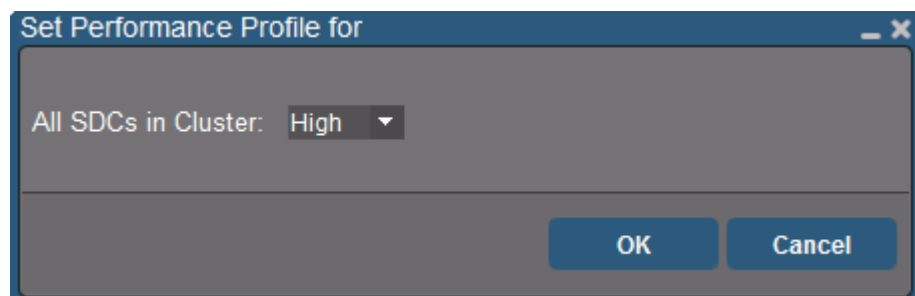 Set Performance Profile for
All SDCs in Cluster: High
OK Cancel